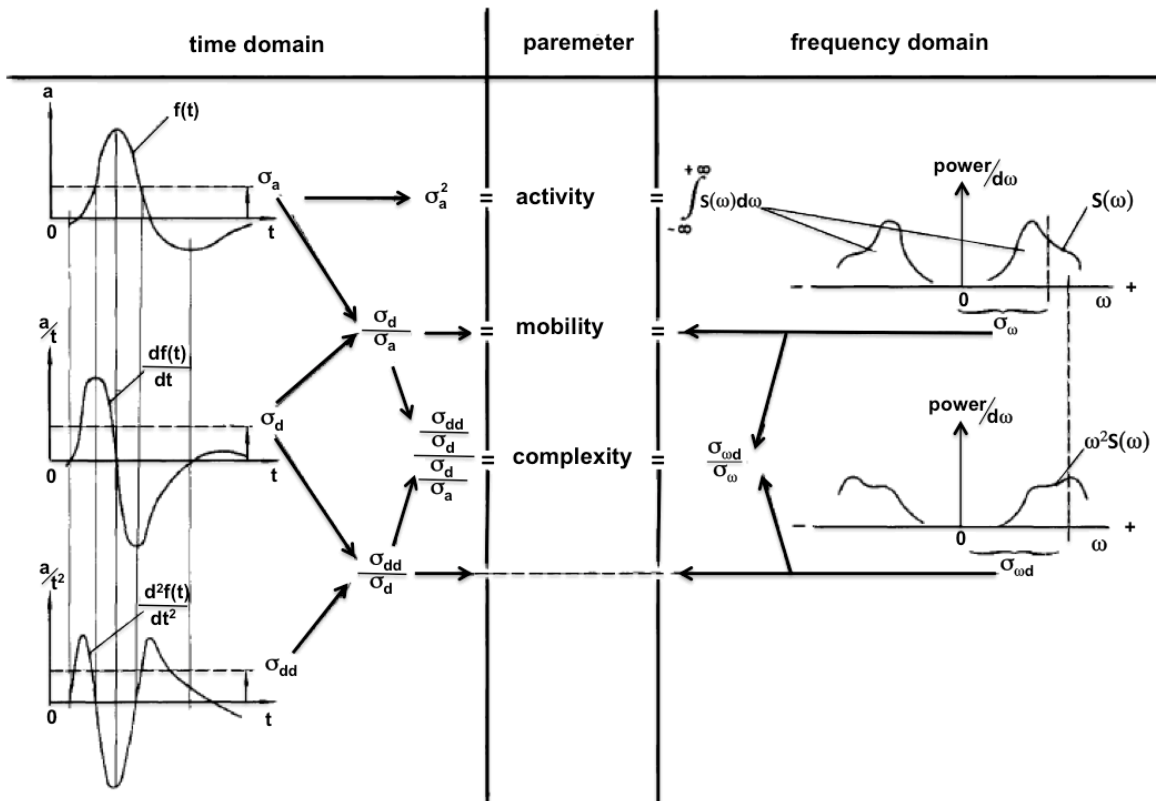 time domain paremeter frequency domain
a
f(t)
σa
0 t
σa² = activity = ∫ S(ω)dω
+∞
-∞
power/dω
S(ω)
- 0 ω +
σω
σd/σa = mobility =
a/t
df(t)/dt
σd
0 t
σdd/σd
σd/σa
= complexity = σωd/σω
power/dω
ω²S(ω)
- 0 ω +
σωd
σdd/σd
a/t²
d²f(t)/dt²
σdd
0 t